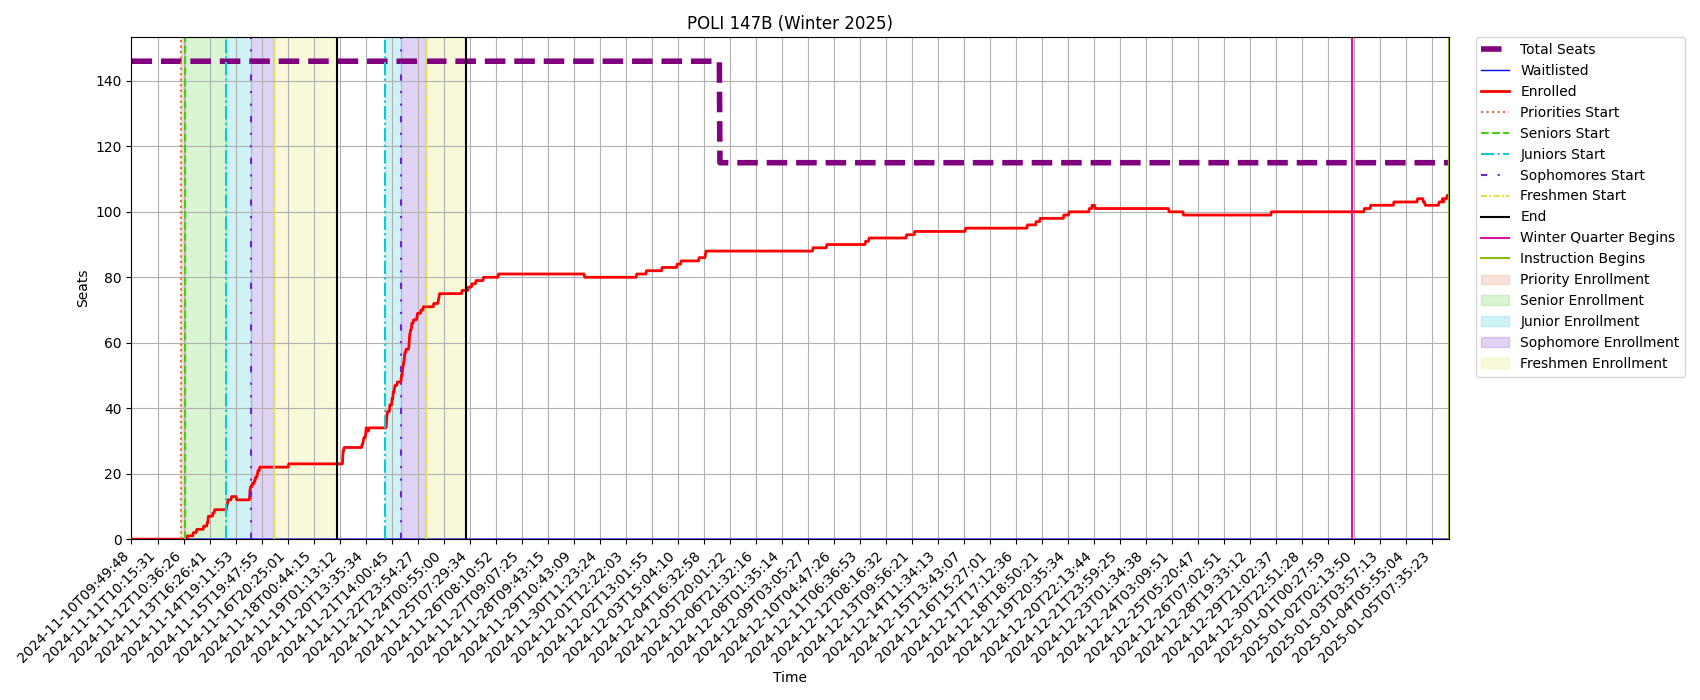 POLI 147B (Winter 2025)
Seats
140
120
100
80
60
40
20
0
2024-11-10T09:49:48
2024-11-11T10:15:31
2024-11-12T10:36:26
2024-11-13T16:26:41
2024-11-14T19:11:53
2024-11-15T19:47:55
2024-11-16T20:25:01
2024-11-18T00:44:15
2024-11-19T01:13:12
2024-11-20T13:35:34
2024-11-21T14:00:45
2024-11-22T23:54:27
2024-11-24T00:55:00
2024-11-25T07:29:34
2024-11-26T08:10:52
2024-11-27T09:07:25
2024-11-28T09:43:15
2024-11-29T10:43:09
2024-11-30T11:23:24
2024-12-01T12:22:03
2024-12-02T13:01:55
2024-12-03T15:04:10
2024-12-04T16:32:58
2024-12-05T20:01:22
2024-12-06T21:32:16
2024-12-08T01:35:14
2024-12-09T03:05:27
2024-12-10T04:47:26
2024-12-11T06:36:53
2024-12-12T08:16:32
2024-12-13T09:56:21
2024-12-14T11:34:13
2024-12-15T13:43:07
2024-12-16T15:27:01
2024-12-17T17:12:36
2024-12-18T18:50:21
2024-12-19T20:35:34
2024-12-20T22:13:44
2024-12-21T23:59:25
2024-12-23T01:34:38
2024-12-24T03:09:51
2024-12-25T05:20:47
2024-12-26T07:02:51
2024-12-28T19:33:12
2024-12-29T21:02:37
2024-12-30T22:51:28
2025-01-01T00:27:59
2025-01-02T02:13:50
2025-01-03T03:57:13
2025-01-04T05:55:04
2025-01-05T07:35:23
Time
Total Seats
Waitlisted
Enrolled
Priorities Start
Seniors Start
Juniors Start
Sophomores Start
Freshmen Start
End
Winter Quarter Begins
Instruction Begins
Priority Enrollment
Senior Enrollment
Junior Enrollment
Sophomore Enrollment
Freshmen Enrollment